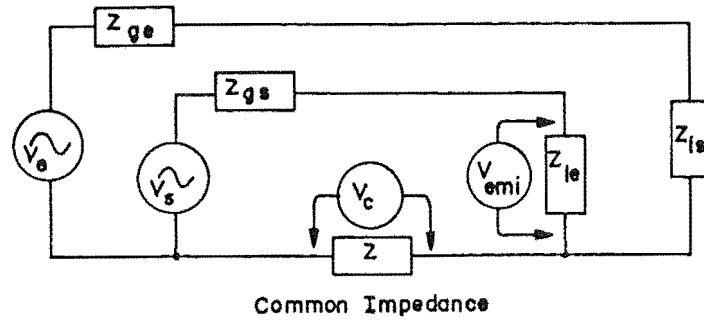 Z ge
Z gs
V e
V s
V c
V emi
Z le
Z ls
Z
Common Impedance